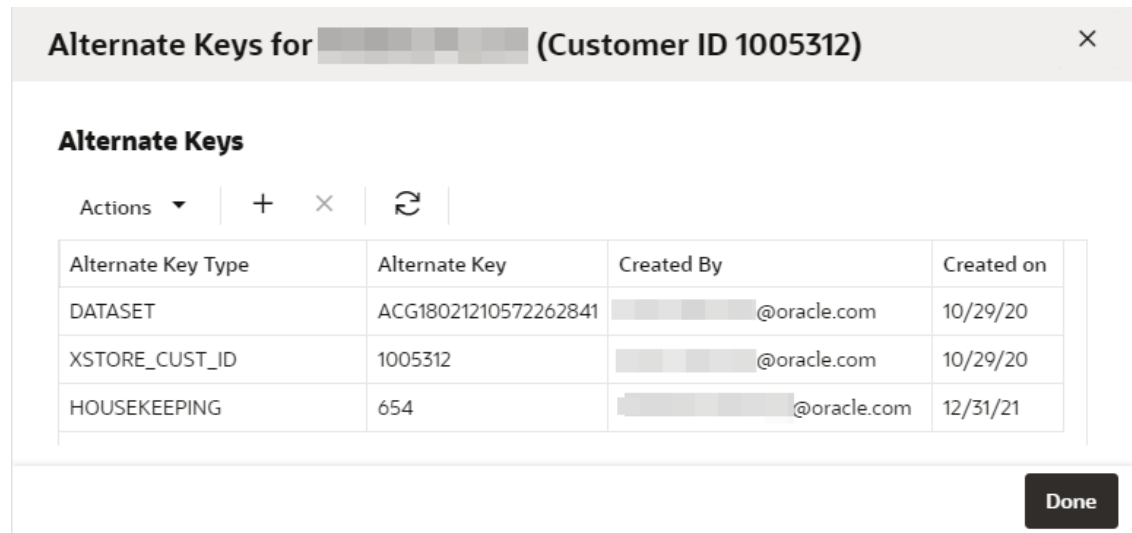 Alternate Keys for (Customer ID 1005312)
Alternate Keys
Actions
Alternate Key Type Alternate Key Created By Created on
DATASET ACG18021210572262841 @oracle.com 10/29/20
XSTORE_CUST_ID 1005312 @oracle.com 10/29/20
HOUSEKEEPING 654 @oracle.com 12/31/21
Done